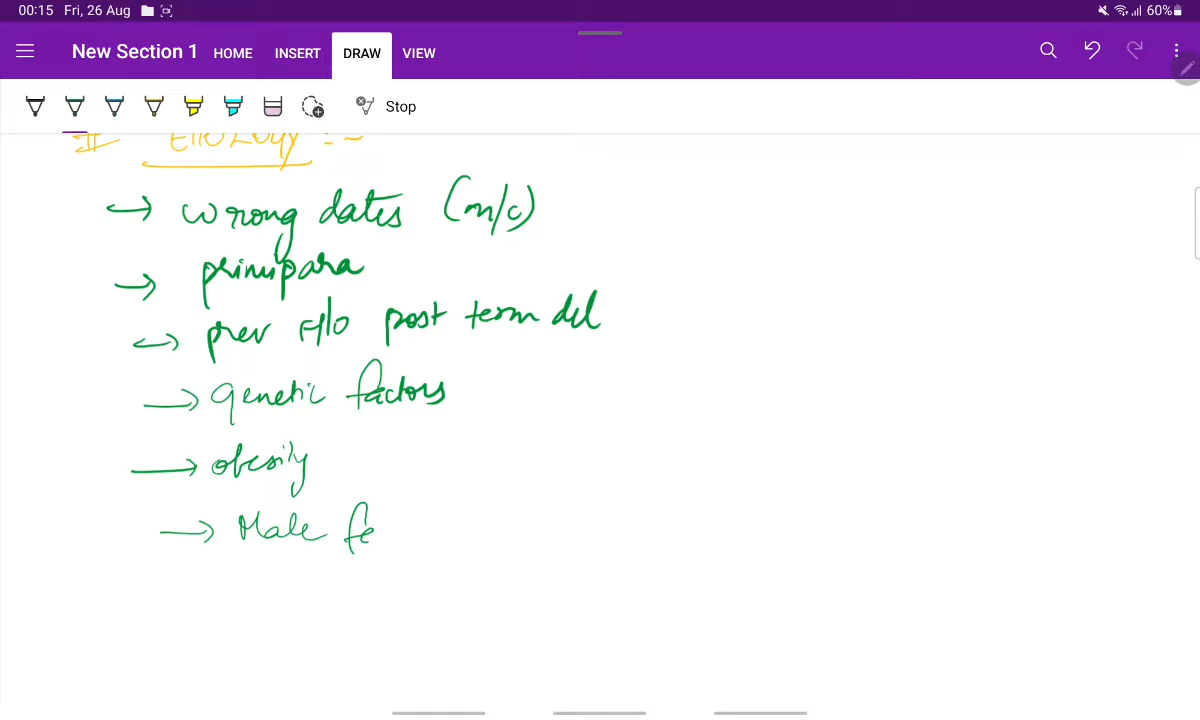 00:15 Fri, 26 Aug 60%
New Section 1 HOME INSERT DRAW VIEW
Stop
II Etiology :-
→ wrong dates (m/c)
→ primipara
→ prev H/o post term del
→ genetic factors
→ obesity
→ Male fe